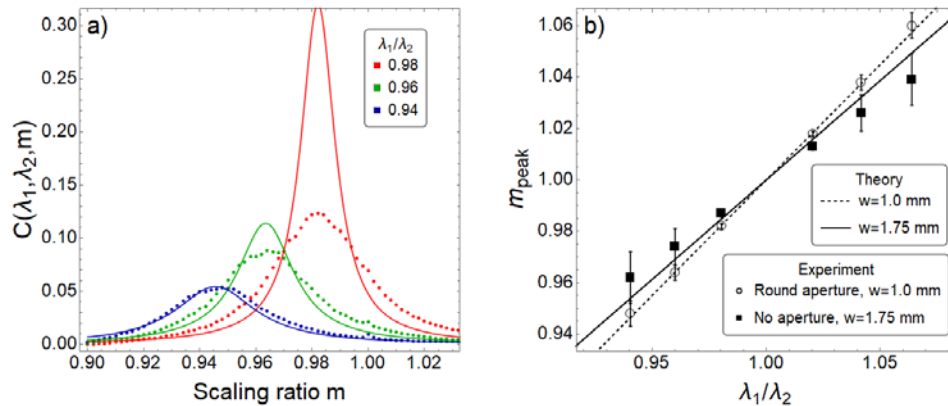 a)
C(λ₁,λ₂,m)
0.30
0.25
0.20
0.15
0.10
0.05
0.00
λ₁/λ₂
0.98
0.96
0.94
0.90 0.92 0.94 0.96 0.98 1.00 1.02
Scaling ratio m
b)
m_peak
1.06
1.04
1.02
1.00
0.98
0.96
0.94
Theory
w=1.0 mm
w=1.75 mm
Experiment
Round aperture, w=1.0 mm
No aperture, w=1.75 mm
0.95 1.00 1.05
λ₁/λ₂